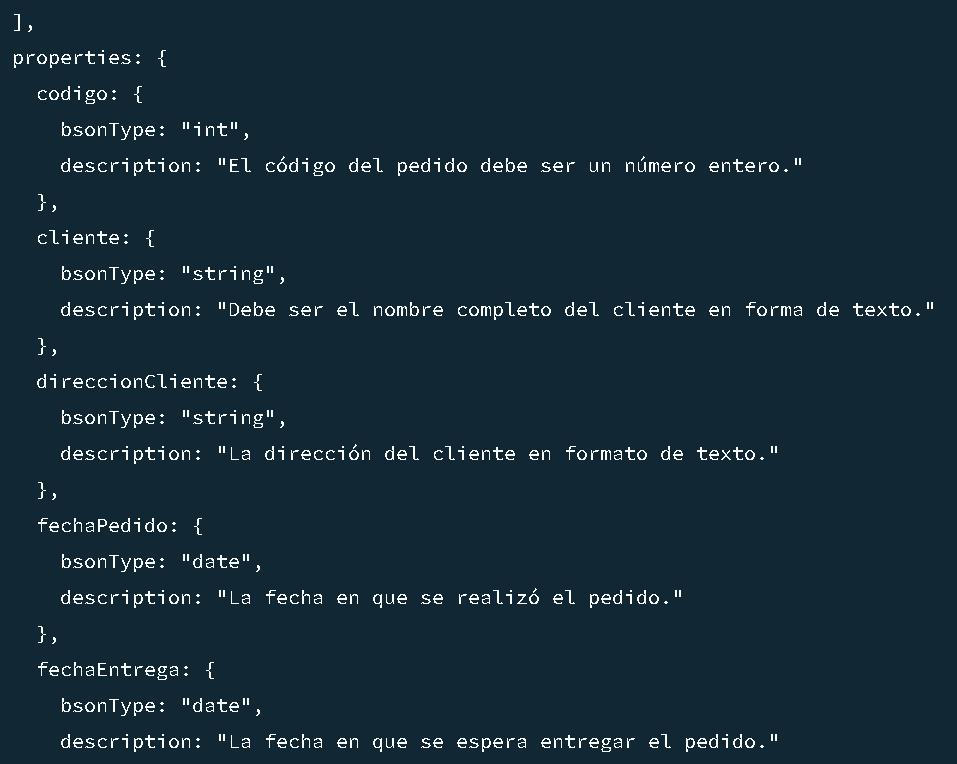 ],
properties: {
  codigo: {
    bsonType: "int",
    description: "El código del pedido debe ser un número entero."
  },
  cliente: {
    bsonType: "string",
    description: "Debe ser el nombre completo del cliente en forma de texto."
  },
  direccionCliente: {
    bsonType: "string",
    description: "La dirección del cliente en formato de texto."
  },
  fechaPedido: {
    bsonType: "date",
    description: "La fecha en que se realizó el pedido."
  },
  fechaEntrega: {
    bsonType: "date",
    description: "La fecha en que se espera entregar el pedido."